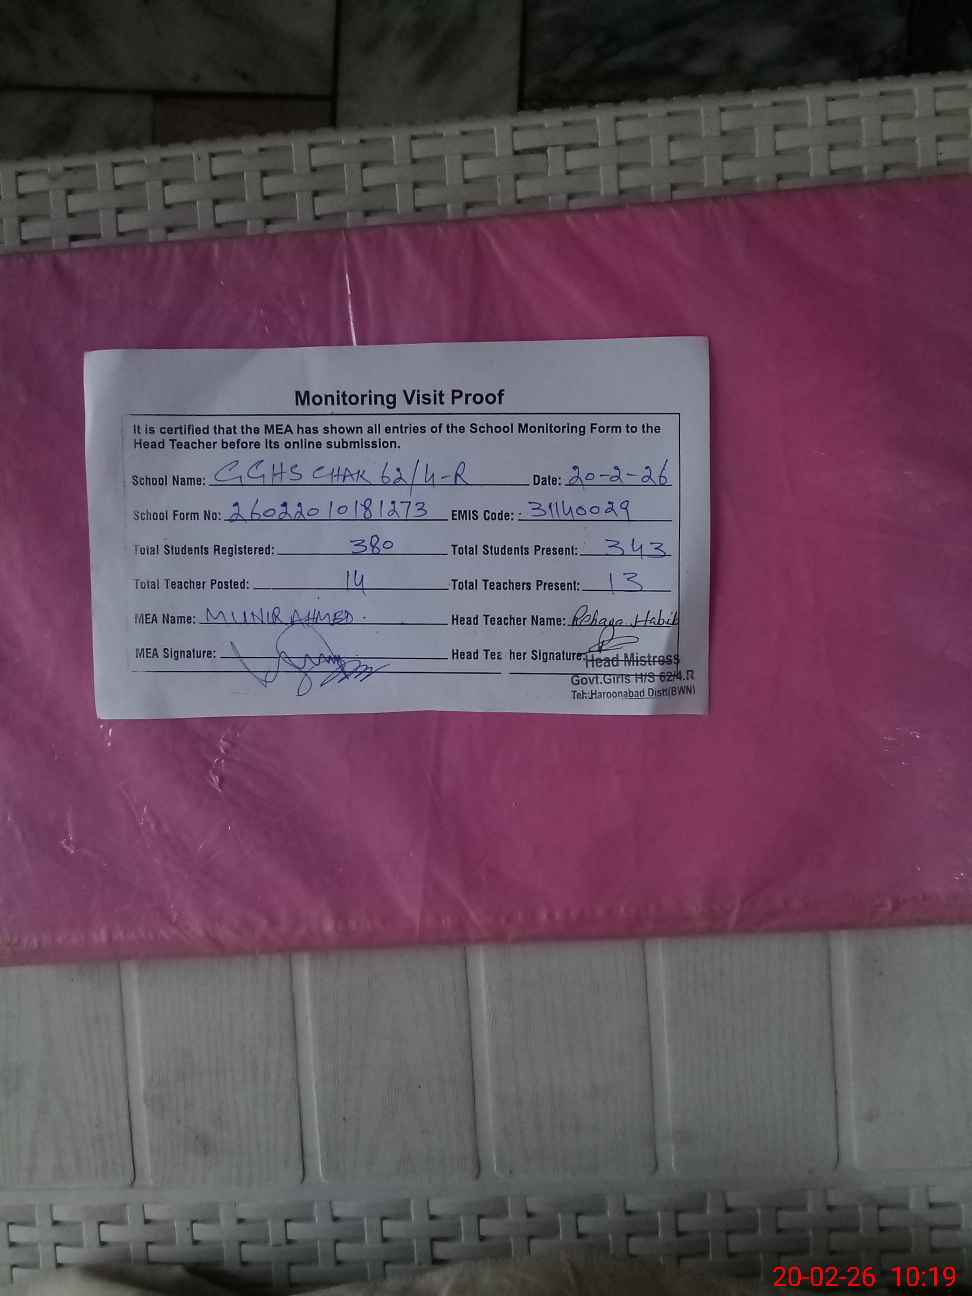 Monitoring Visit Proof
It is certified that the MEA has shown all entries of the School Monitoring Form to the
Head Teacher before its online submission.
School Name: GGHS CHAK 62/4-R Date: 20-2-26
School Form No: 26022010181273 EMIS Code: 31140029
Total Students Registered: 380 Total Students Present: 343
Total Teacher Posted: 14 Total Teachers Present: 13
MEA Name: MUNIR AHMED. Head Teacher Name: Habib
MEA Signature: Head Teacher Signature:
Head Mistress
Govt.Girls H/S 62/4.R
Teh:Haroonabad Distt(BWN)
20-02-26 10:19